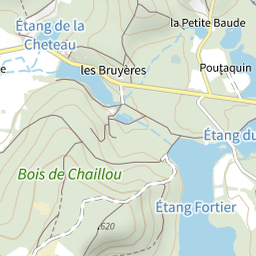 la Petite Baude
Étang de la
Cheteau
les Bruyères
Poutaquin
Étang du
Bois de Chaillou
Étang Fortier
620